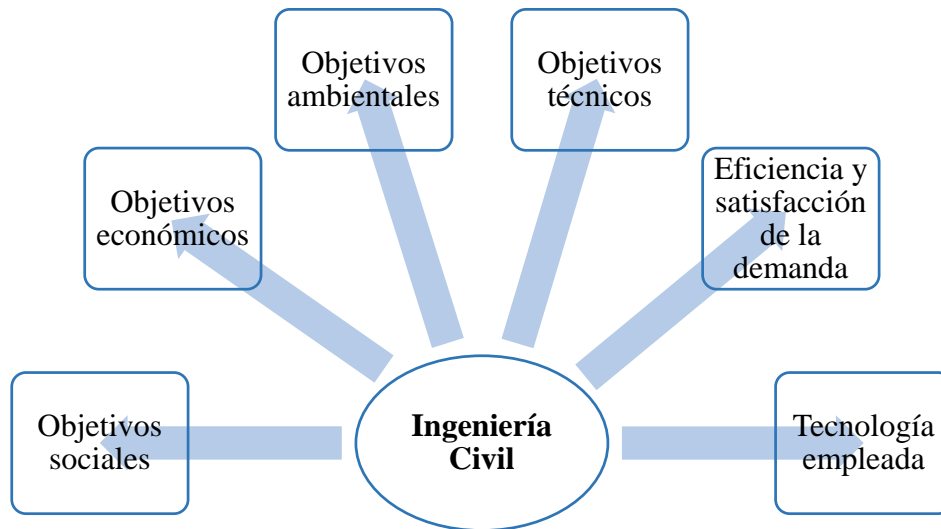 Objetivos
ambientales
Objetivos
técnicos
Objetivos
económicos
Eficiencia y
satisfacción
de la
demanda
Objetivos
sociales
Ingeniería
Civil
Tecnología
empleada